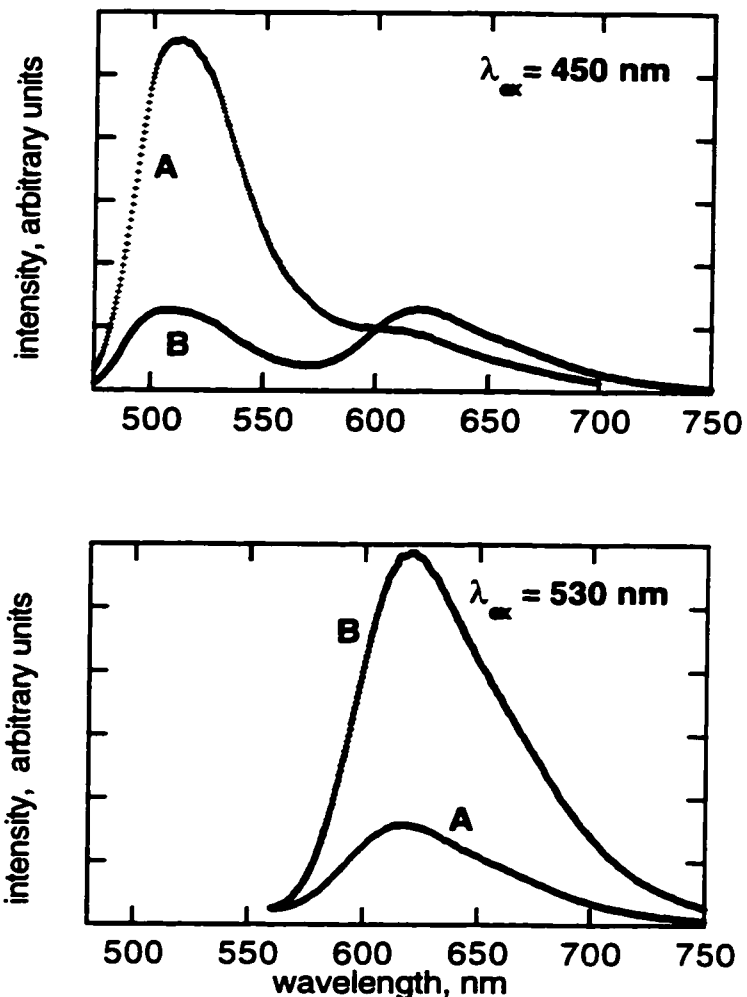 λex = 450 nm
intensity, arbitrary units
A
B
500 550 600 650 700 750
λex = 530 nm
intensity, arbitrary units
B
A
500 550 600 650 700 750
wavelength, nm